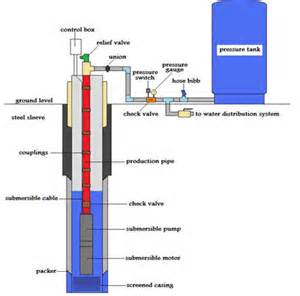 control box
relief valve
union
pressure
switch
pressure
gauge
hose bibb
pressure tank
ground level
check valve
to water distribution system
steel sleeve
couplings
production pipe
submersible cable
check valve
submersible pump
submersible motor
packer
screened casing